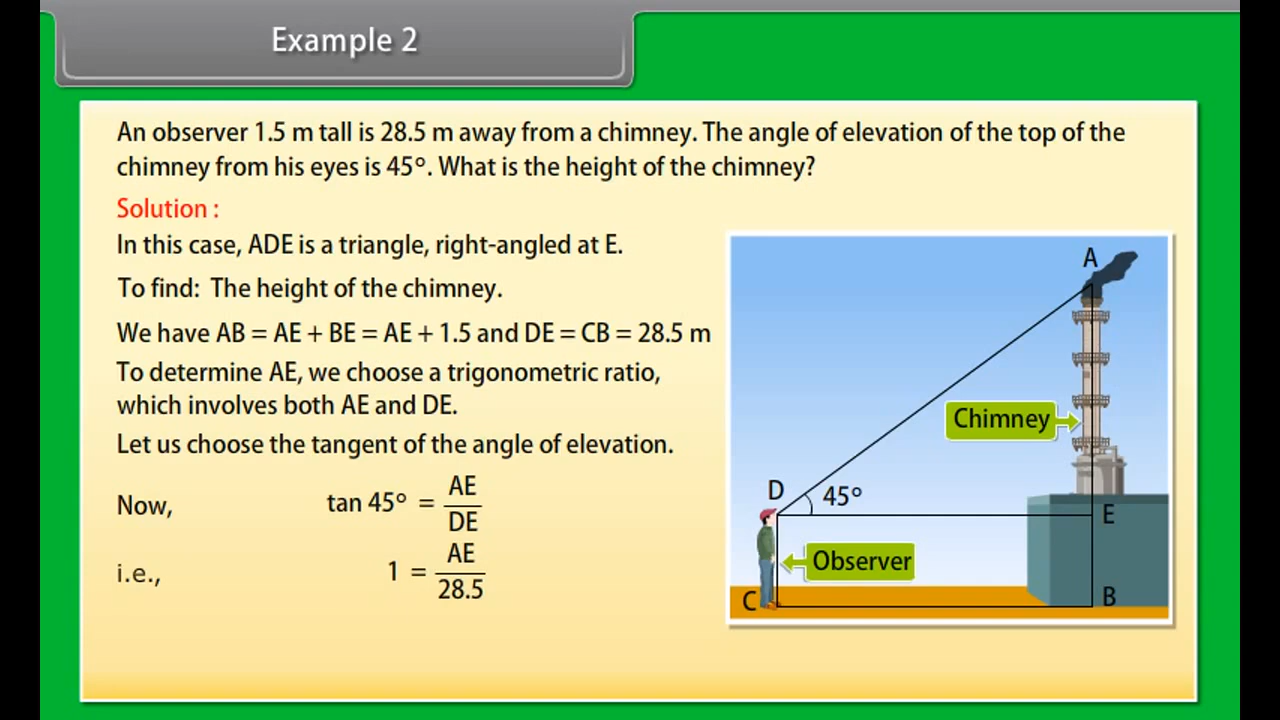 Example 2
An observer 1.5 m tall is 28.5 m away from a chimney. The angle of elevation of the top of the
chimney from his eyes is 45°. What is the height of the chimney?
Solution :
In this case, ADE is a triangle, right-angled at E.
To find: The height of the chimney.
We have AB = AE + BE = AE + 1.5 and DE = CB = 28.5 m
To determine AE, we choose a trigonometric ratio,
which involves both AE and DE.
Let us choose the tangent of the angle of elevation.
Now, tan 45° = AE / DE
i.e., 1 = AE / 28.5
A
Chimney
D 45°
E
Observer
C B